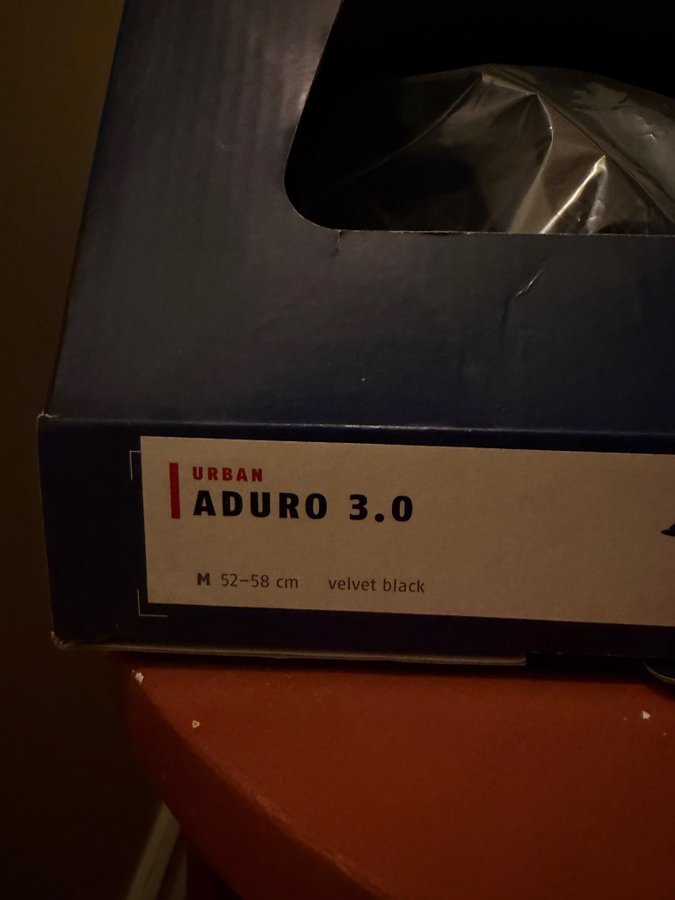 URBAN
ADURO 3.0
M 52–58 cm velvet black